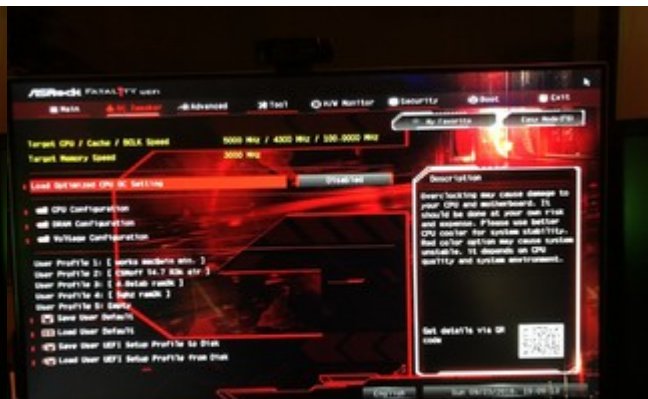 ASRock FATAL1TY UEFI
Main OC Tweaker Advanced Tool H/W Monitor Security Boot Exit
My Favorite Easy Mode(F6)
Target CPU / Cache / BCLK Speed 5000 MHz / 4300 MHz / 100.0000 MHz
Target Memory Speed 3000 MHz
Load Optimized CPU OC Setting Disabled
CPU Configuration
DRAM Configuration
Voltage Configuration
User Profile 1: [ works
User Profile 2: [
User Profile 3: [
User Profile 4: [
User Profile 5: Empty
Save User Default
Load User Default
Save User UEFI Setup Profile to Disk
Load User UEFI Setup Profile from Disk
Description
Overclocking may cause damage to
your CPU and motherboard. It
should be done at your own risk
and expense. Please use better
CPU cooler for system stability.
Red color option may cause system
unstable. It depends on CPU
quality and system environment.
Get details via QR
code
English